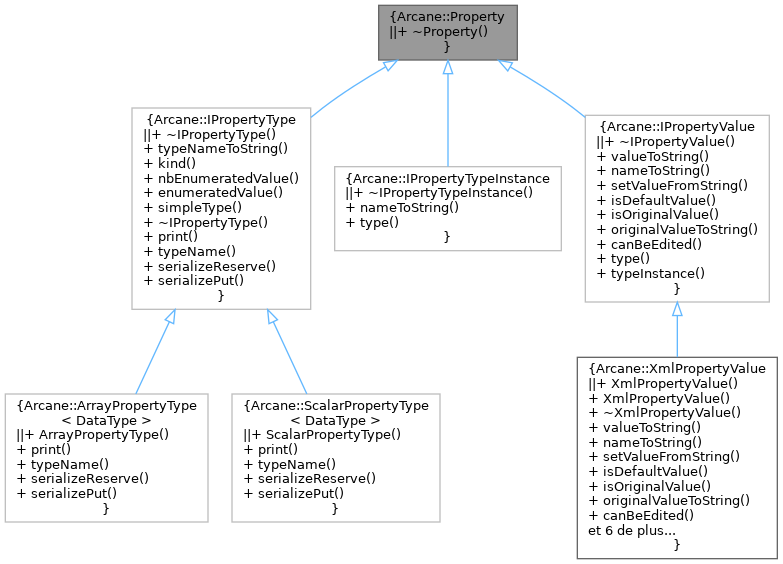 {Arcane::Property
||+ ~Property()
}
{Arcane::IPropertyType
||+ ~IPropertyType()
+ typeNameToString()
+ kind()
+ nbEnumeratedValue()
+ enumeratedValue()
+ simpleType()
+ ~IPropertyType()
+ print()
+ typeName()
+ serializeReserve()
+ serializePut()
}
{Arcane::IPropertyTypeInstance
||+ ~IPropertyTypeInstance()
+ nameToString()
+ type()
}
{Arcane::IPropertyValue
||+ ~IPropertyValue()
+ valueToString()
+ nameToString()
+ setValueFromString()
+ isDefaultValue()
+ isOriginalValue()
+ originalValueToString()
+ canBeEdited()
+ type()
+ typeInstance()
}
{Arcane::ArrayPropertyType
< DataType >
||+ ArrayPropertyType()
+ print()
+ typeName()
+ serializeReserve()
+ serializePut()
}
{Arcane::ScalarPropertyType
< DataType >
||+ ScalarPropertyType()
+ print()
+ typeName()
+ serializeReserve()
+ serializePut()
}
{Arcane::XmlPropertyValue
||+ XmlPropertyValue()
+ XmlPropertyValue()
+ ~XmlPropertyValue()
+ valueToString()
+ nameToString()
+ setValueFromString()
+ isDefaultValue()
+ isOriginalValue()
+ originalValueToString()
+ canBeEdited()
et 6 de plus...
}